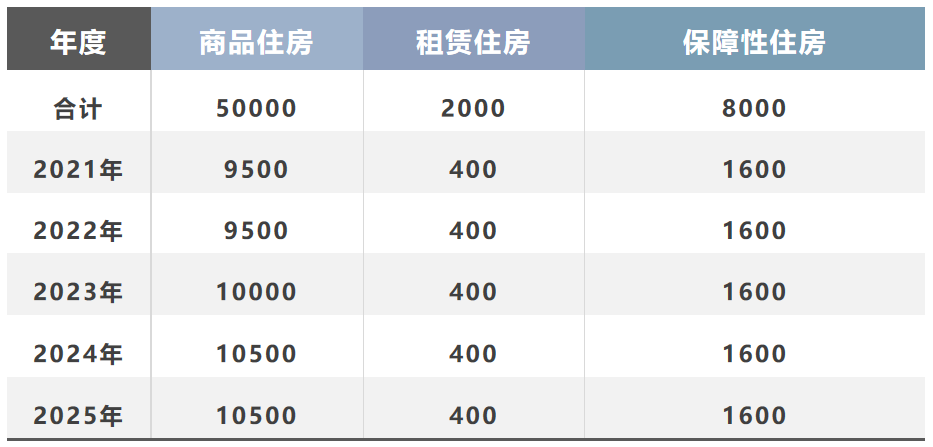 年度 商品住房 租赁住房 保障性住房
合计 50000 2000 8000
2021年 9500 400 1600
2022年 9500 400 1600
2023年 10000 400 1600
2024年 10500 400 1600
2025年 10500 400 1600